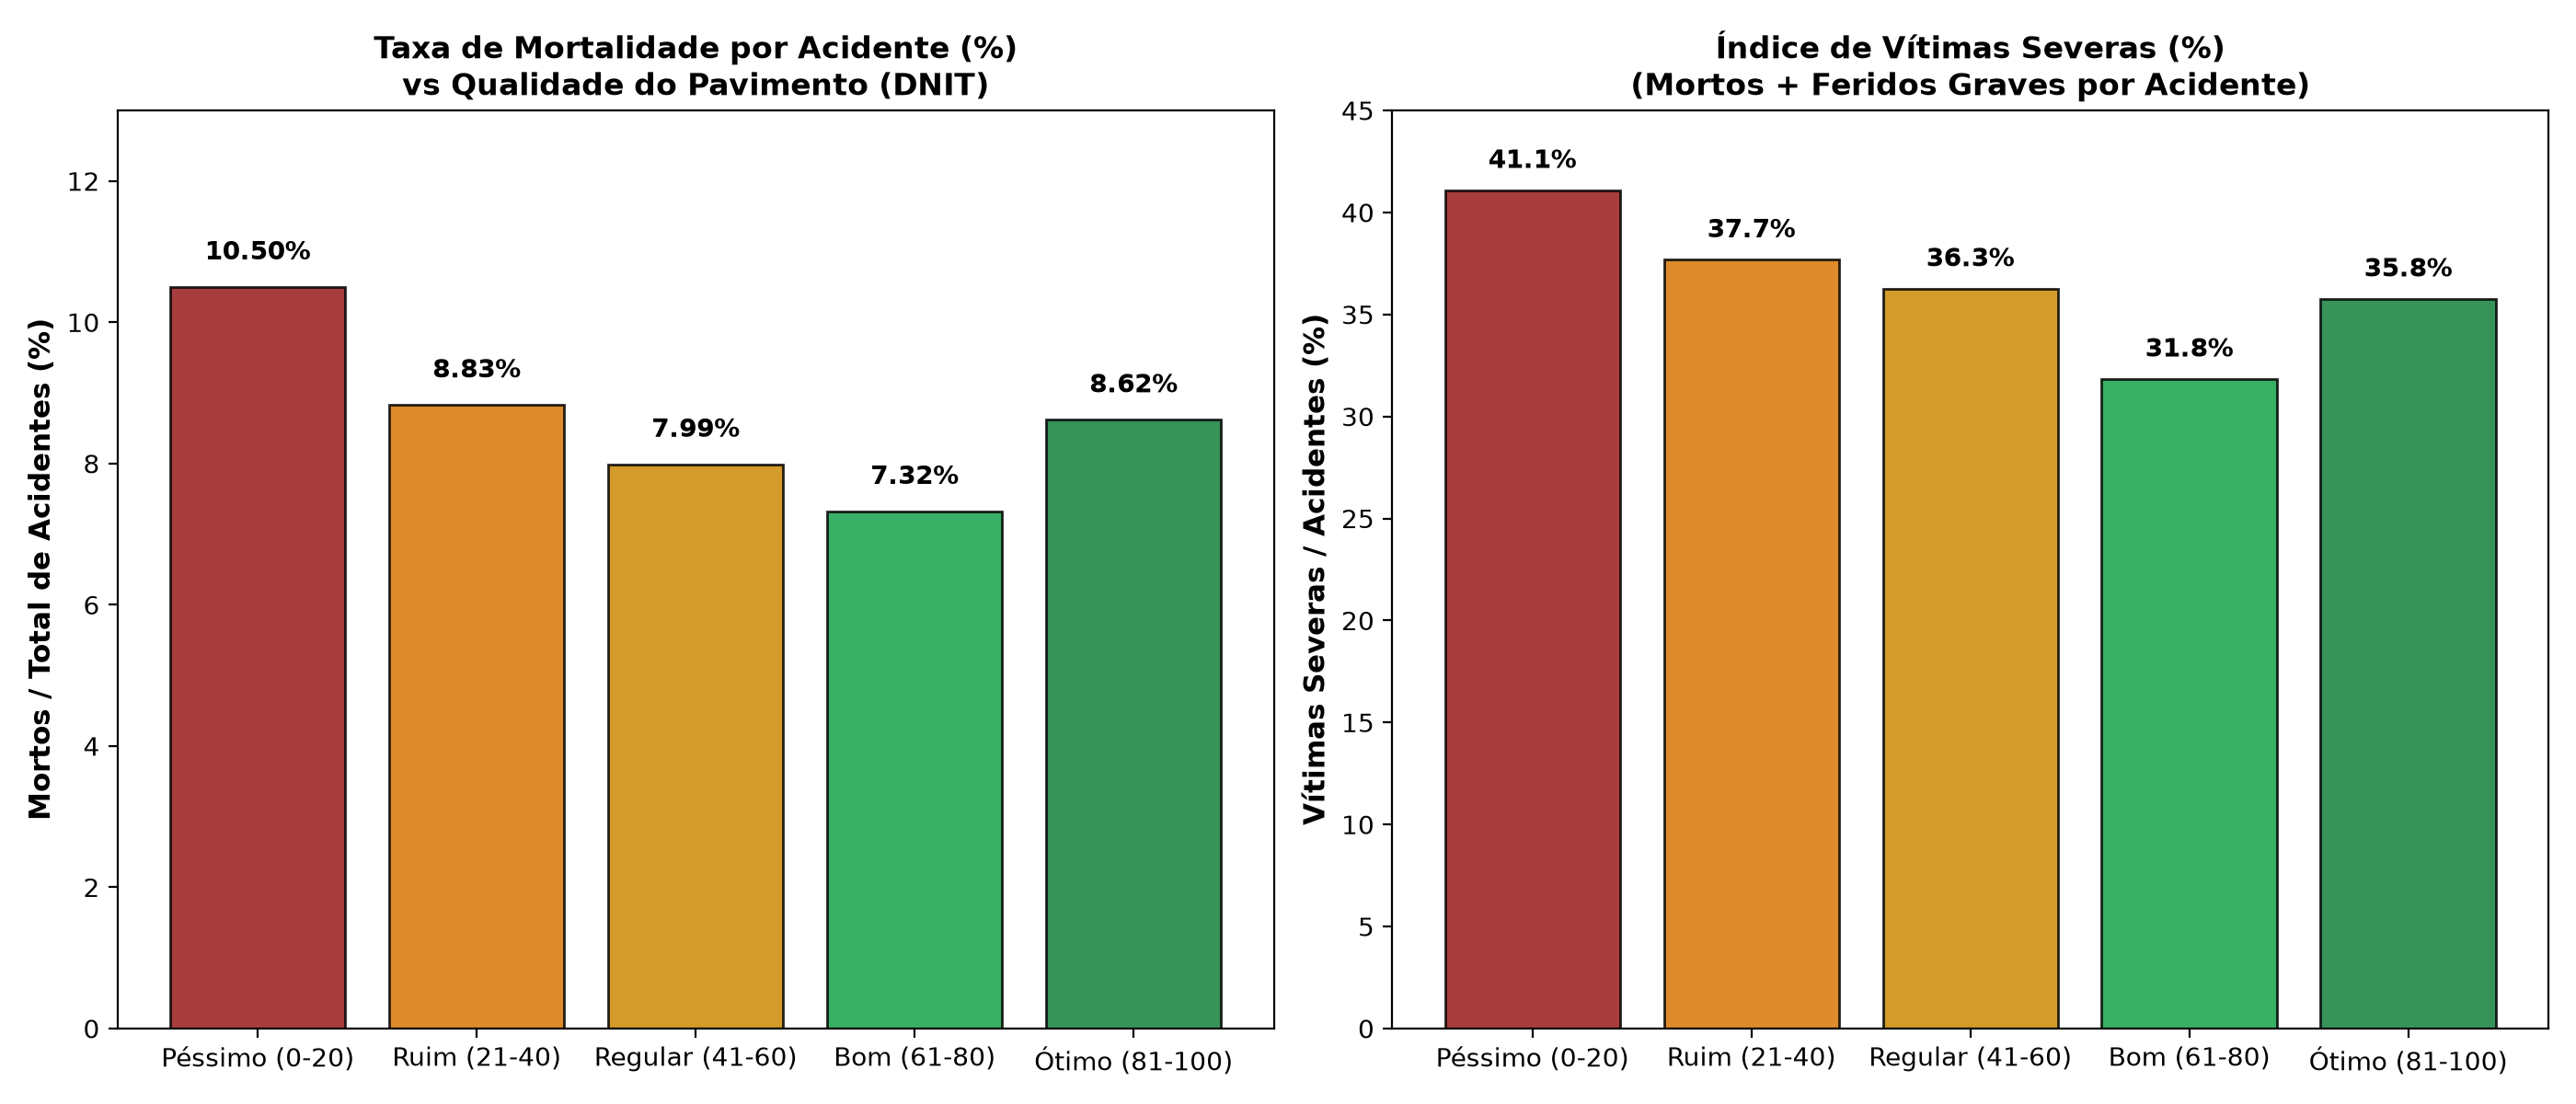 Taxa de Mortalidade por Acidente (%)
vs Qualidade do Pavimento (DNIT)
Mortos / Total de Acidentes (%)
12
10
8
6
4
2
0
10.50%
8.83%
7.99%
7.32%
8.62%
Péssimo (0-20)
Ruim (21-40)
Regular (41-60)
Bom (61-80)
Ótimo (81-100)
Índice de Vítimas Severas (%)
(Mortos + Feridos Graves por Acidente)
Vítimas Severas / Acidentes (%)
45
40
35
30
25
20
15
10
5
0
41.1%
37.7%
36.3%
31.8%
35.8%
Péssimo (0-20)
Ruim (21-40)
Regular (41-60)
Bom (61-80)
Ótimo (81-100)